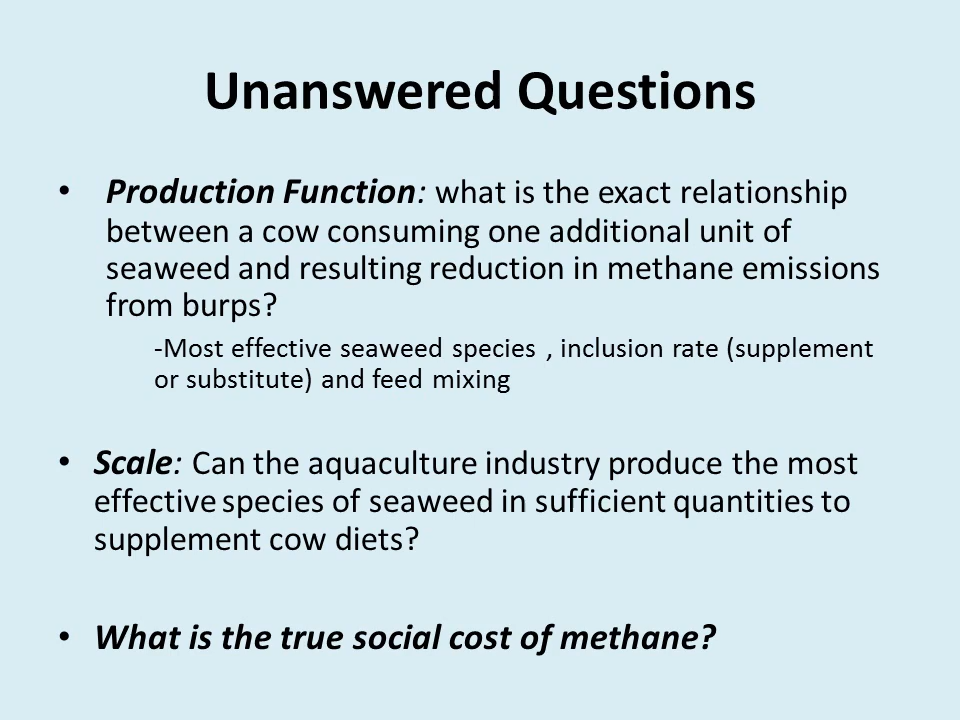 Unanswered Questions
• Production Function: what is the exact relationship
between a cow consuming one additional unit of
seaweed and resulting reduction in methane emissions
from burps?
-Most effective seaweed species , inclusion rate (supplement
or substitute) and feed mixing
• Scale: Can the aquaculture industry produce the most
effective species of seaweed in sufficient quantities to
supplement cow diets?
• What is the true social cost of methane?